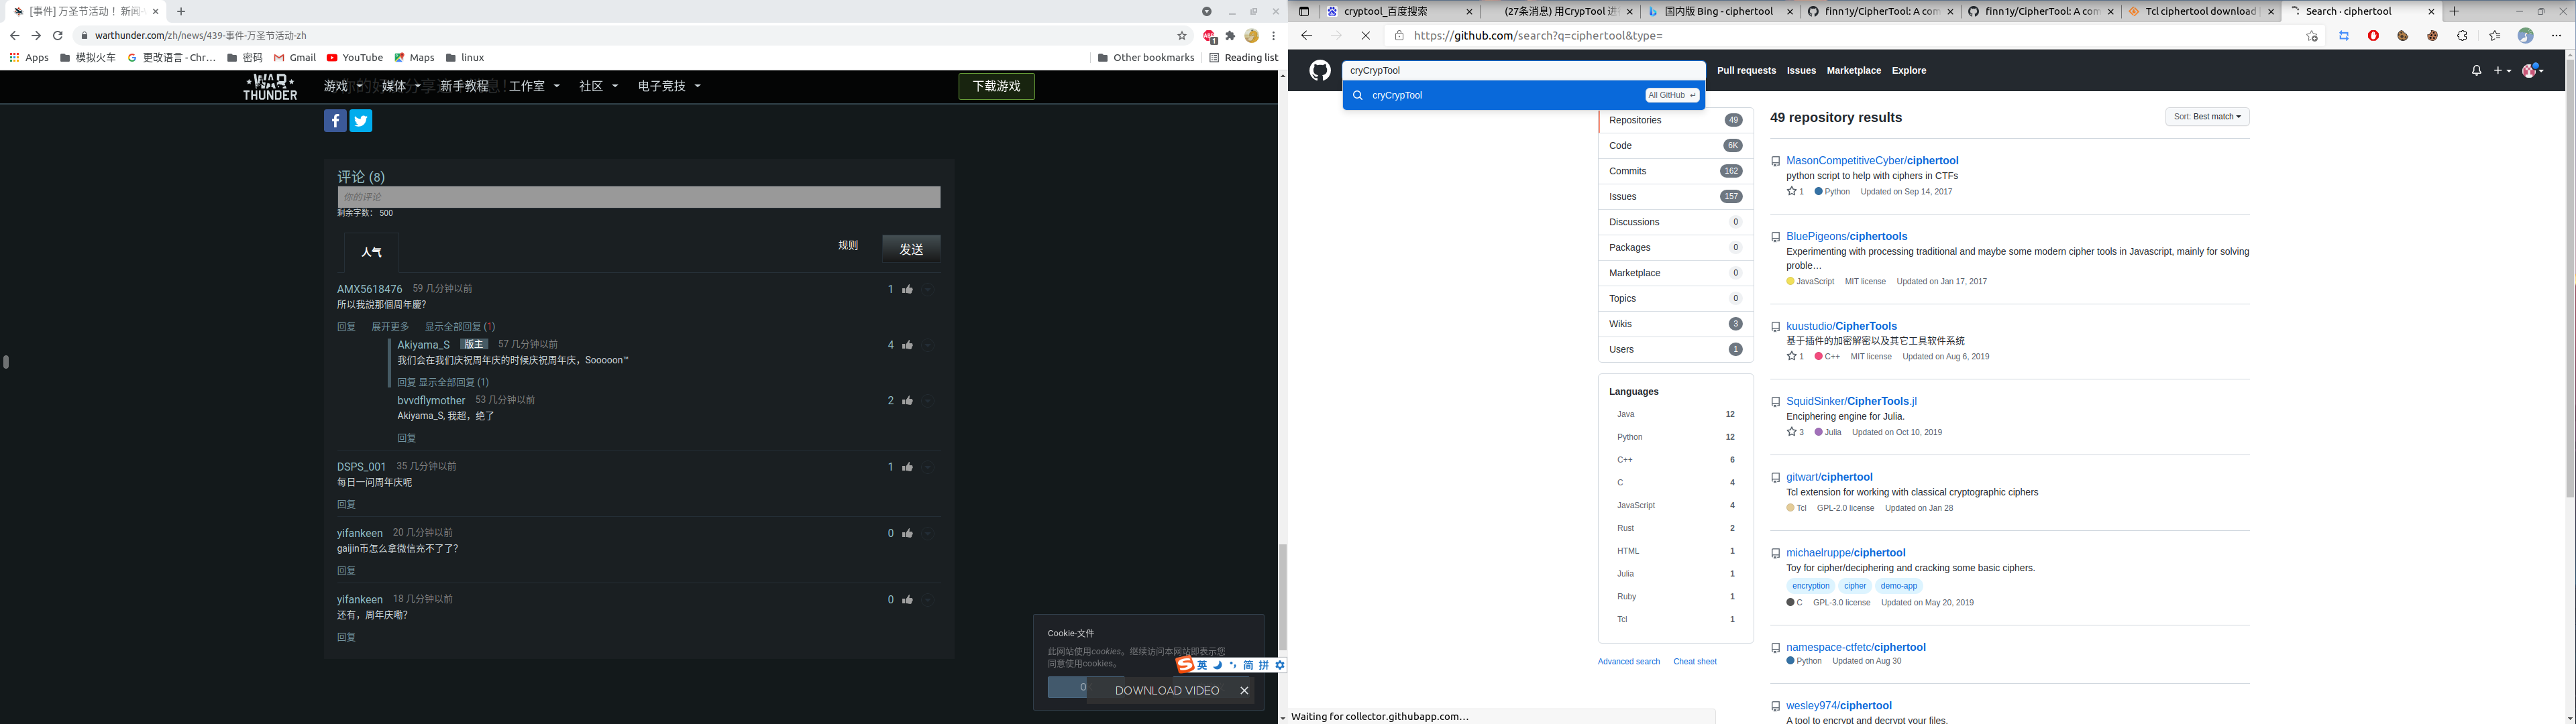 [事件] 万圣节活动！ 新闻
warthunder.com/zh/news/439-事件-万圣节活动-zh
Apps
模拟火车
密码
更改语言 - Chr…
Gmail
YouTube
Maps
linux
Other bookmarks
Reading list
WAR THUNDER
游戏
媒体
新手教程
工作室
社区
电子竞技
下载游戏
评论 (8)
你的评论
剩余字数： 500
人气
规则
发送
AMX5618476 59 几分钟以前 1
所以我說那個周年慶?
回复 展开更多 显示全部回复 (1)
Akiyama_S 版主 57 几分钟以前 4
我们会在我们庆祝周年庆的时候庆祝周年庆，Sooooon™
回复 显示全部回复 (1)
bvvdflymother 53 几分钟以前 2
Akiyama_S, 我超，绝了
回复
DSPS_001 35 几分钟以前 1
每日一问周年庆呢
回复
yifankeen 20 几分钟以前 0
gaijin币怎么拿微信充不了了?
回复
yifankeen 18 几分钟以前 0
还有，周年庆嘞?
回复
Cookie-文件
此网站使用cookies。继续访问本网站即表示您
同意使用cookies。
英 简 拼
DOWNLOAD VIDEO
cryptool_百度搜索
(27条消息) 用CrypTool 进
国内版 Bing - ciphertool
finn1y/CipherTool: A com
finn1y/CipherTool: A com
Tcl ciphertool download
Search · ciphertool
https://github.com/search?q=ciphertool&type=
cryCrypTool
Pull requests Issues Marketplace Explore
cryCrypTool All GitHub ↵
Repositories 49
Code 6K
Commits 162
Issues 157
Discussions 0
Packages 0
Marketplace 0
Topics 0
Wikis 3
Users 1
Languages
Java 12
Python 12
C++ 6
C 4
JavaScript 4
Rust 2
HTML 1
Julia 1
Ruby 1
Tcl 1
Advanced search Cheat sheet
49 repository results
Sort: Best match
MasonCompetitiveCyber/ciphertool
python script to help with ciphers in CTFs
1 Python Updated on Sep 14, 2017
BluePigeons/ciphertools
Experimenting with processing traditional and maybe some modern cipher tools in Javascript, mainly for solving
proble…
JavaScript MIT license Updated on Jan 17, 2017
kuustudio/CipherTools
基于插件的加密解密以及其它工具软件系统
1 C++ MIT license Updated on Aug 6, 2019
SquidSinker/CipherTools.jl
Enciphering engine for Julia.
3 Julia Updated on Oct 10, 2019
gitwart/ciphertool
Tcl extension for working with classical cryptographic ciphers
Tcl GPL-2.0 license Updated on Jan 28
michaelruppe/ciphertool
Toy for cipher/deciphering and cracking some basic ciphers.
encryption cipher demo-app
C GPL-3.0 license Updated on May 20, 2019
namespace-ctfetc/ciphertool
Python Updated on Aug 30
wesley974/ciphertool
A tool to encrypt and decrypt your files.
Waiting for collector.githubapp.com…